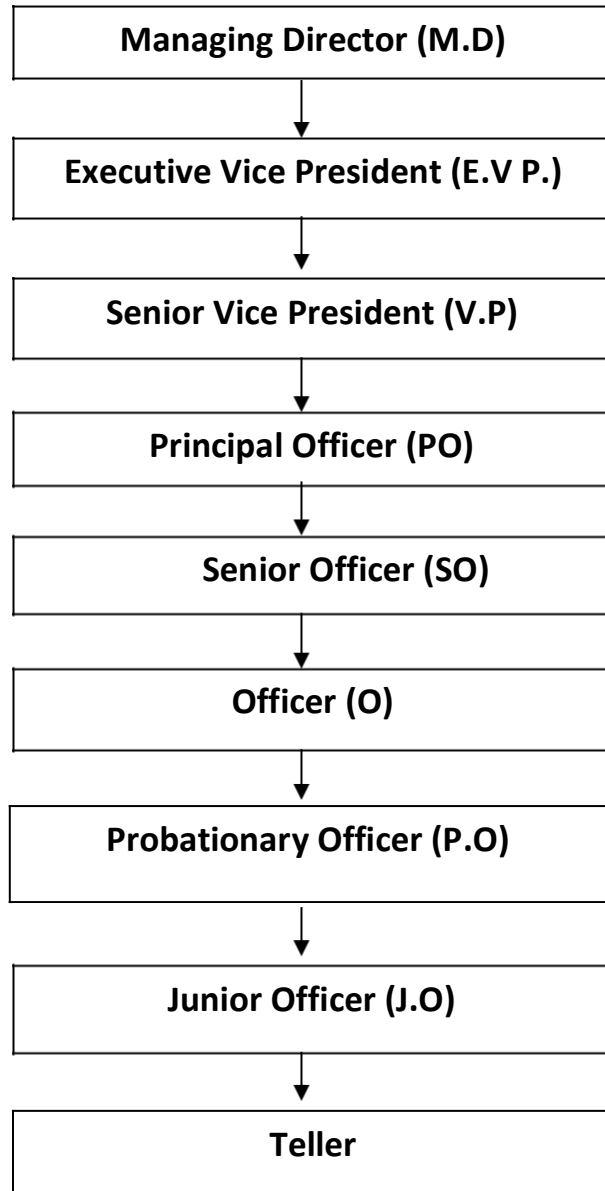 Managing Director (M.D)
Executive Vice President (E.V P.)
Senior Vice President (V.P)
Principal Officer (PO)
Senior Officer (SO)
Officer (O)
Probationary Officer (P.O)
Junior Officer (J.O)
Teller